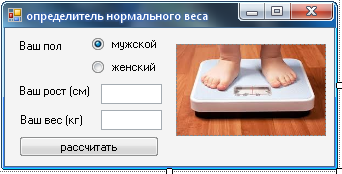 определитель нормального веса
Ваш пол
мужской
женский
Ваш рост (см)
Ваш вес (кг)
рассчитать